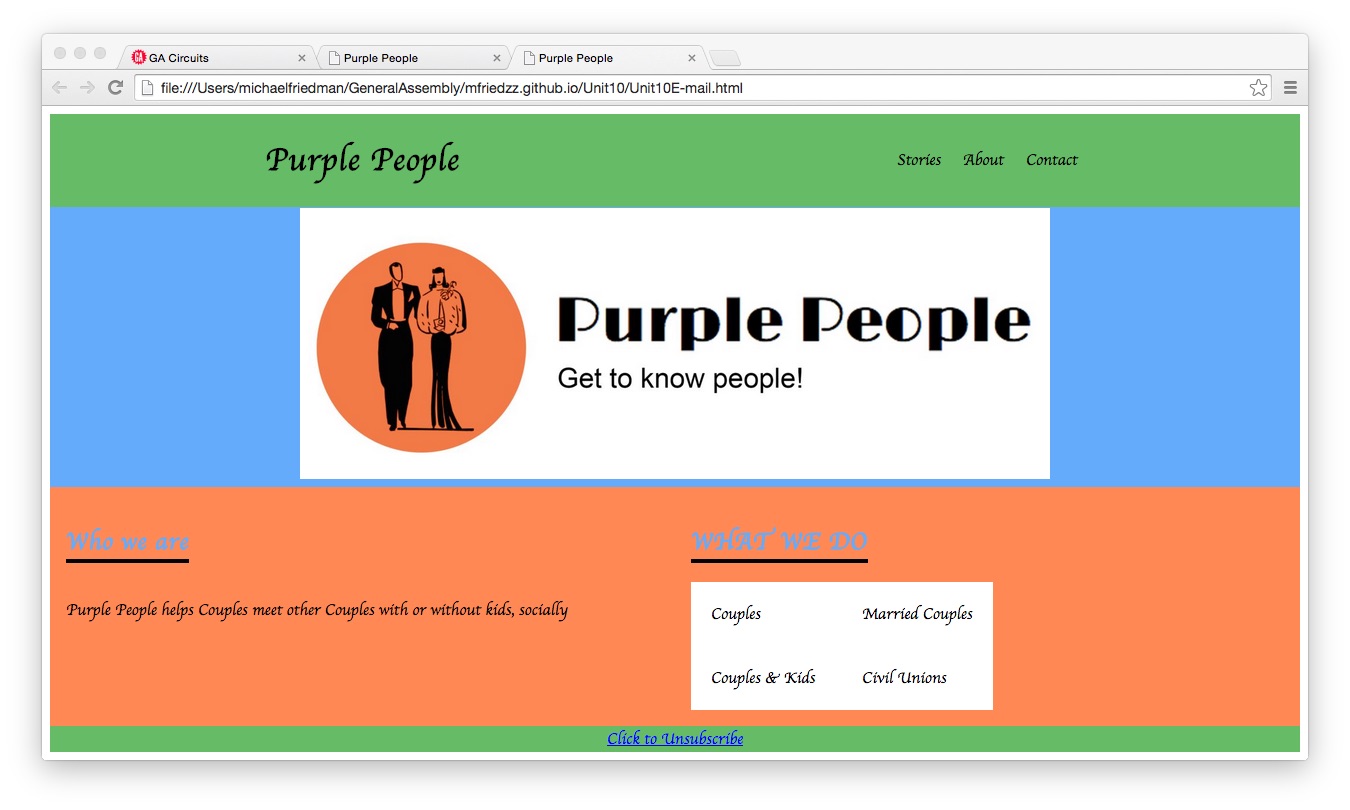 GA Circuits
Purple People
Purple People
file:///Users/michaelfriedman/GeneralAssembly/mfriedzz.github.io/Unit10/Unit10E-mail.html
Purple People
Stories About Contact
Purple People
Get to know people!
Who we are
Purple People helps Couples meet other Couples with or without kids, socially
WHAT WE DO
Couples Married Couples
Couples & Kids Civil Unions
Click to Unsubscribe